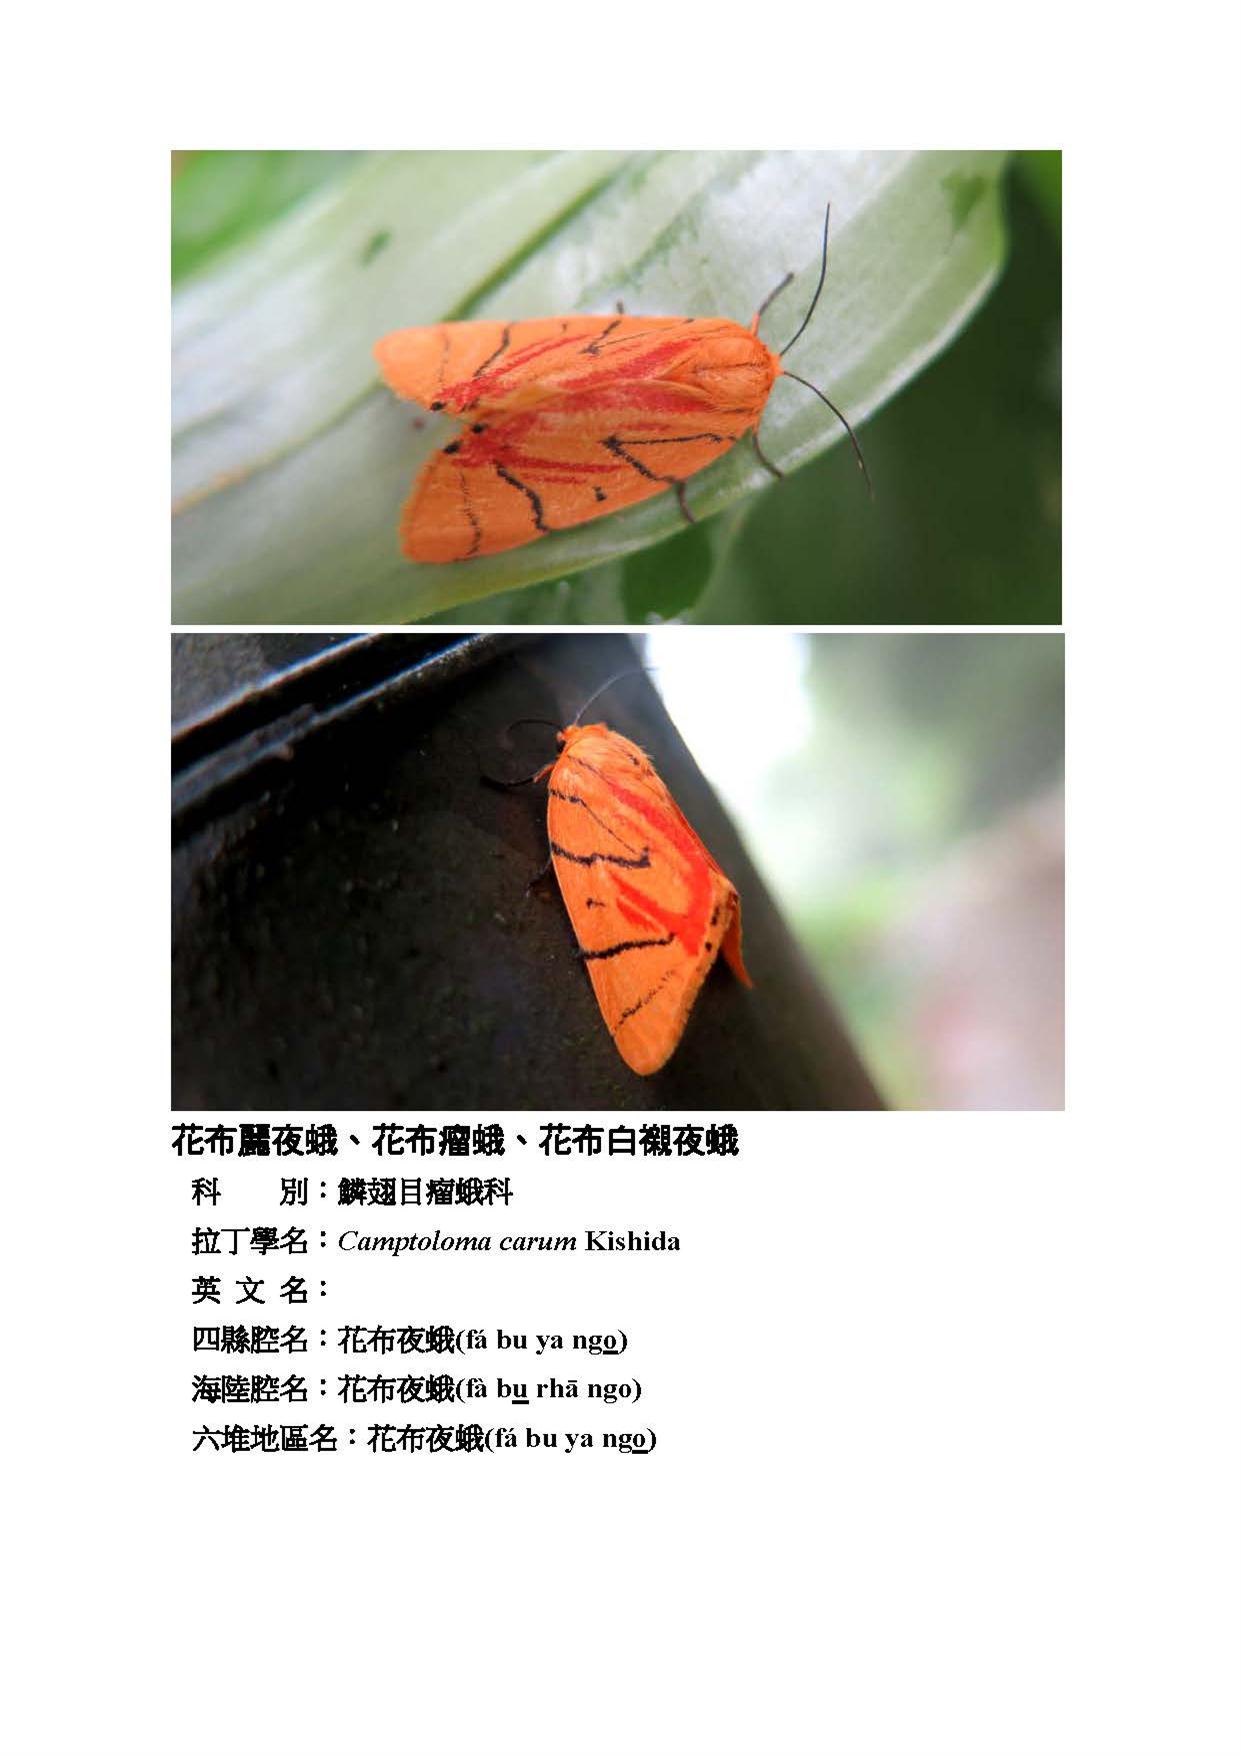 花布麗夜蛾、花布瘤蛾、花布白襯夜蛾
科　　別：鱗翅目瘤蛾科
拉丁學名：Camptoloma carum Kishida
英 文 名：
四縣腔名：花布夜蛾(fá bu ya ngo)
海陸腔名：花布夜蛾(fà bu rhā ngo)
六堆地區名：花布夜蛾(fá bu ya ngo)